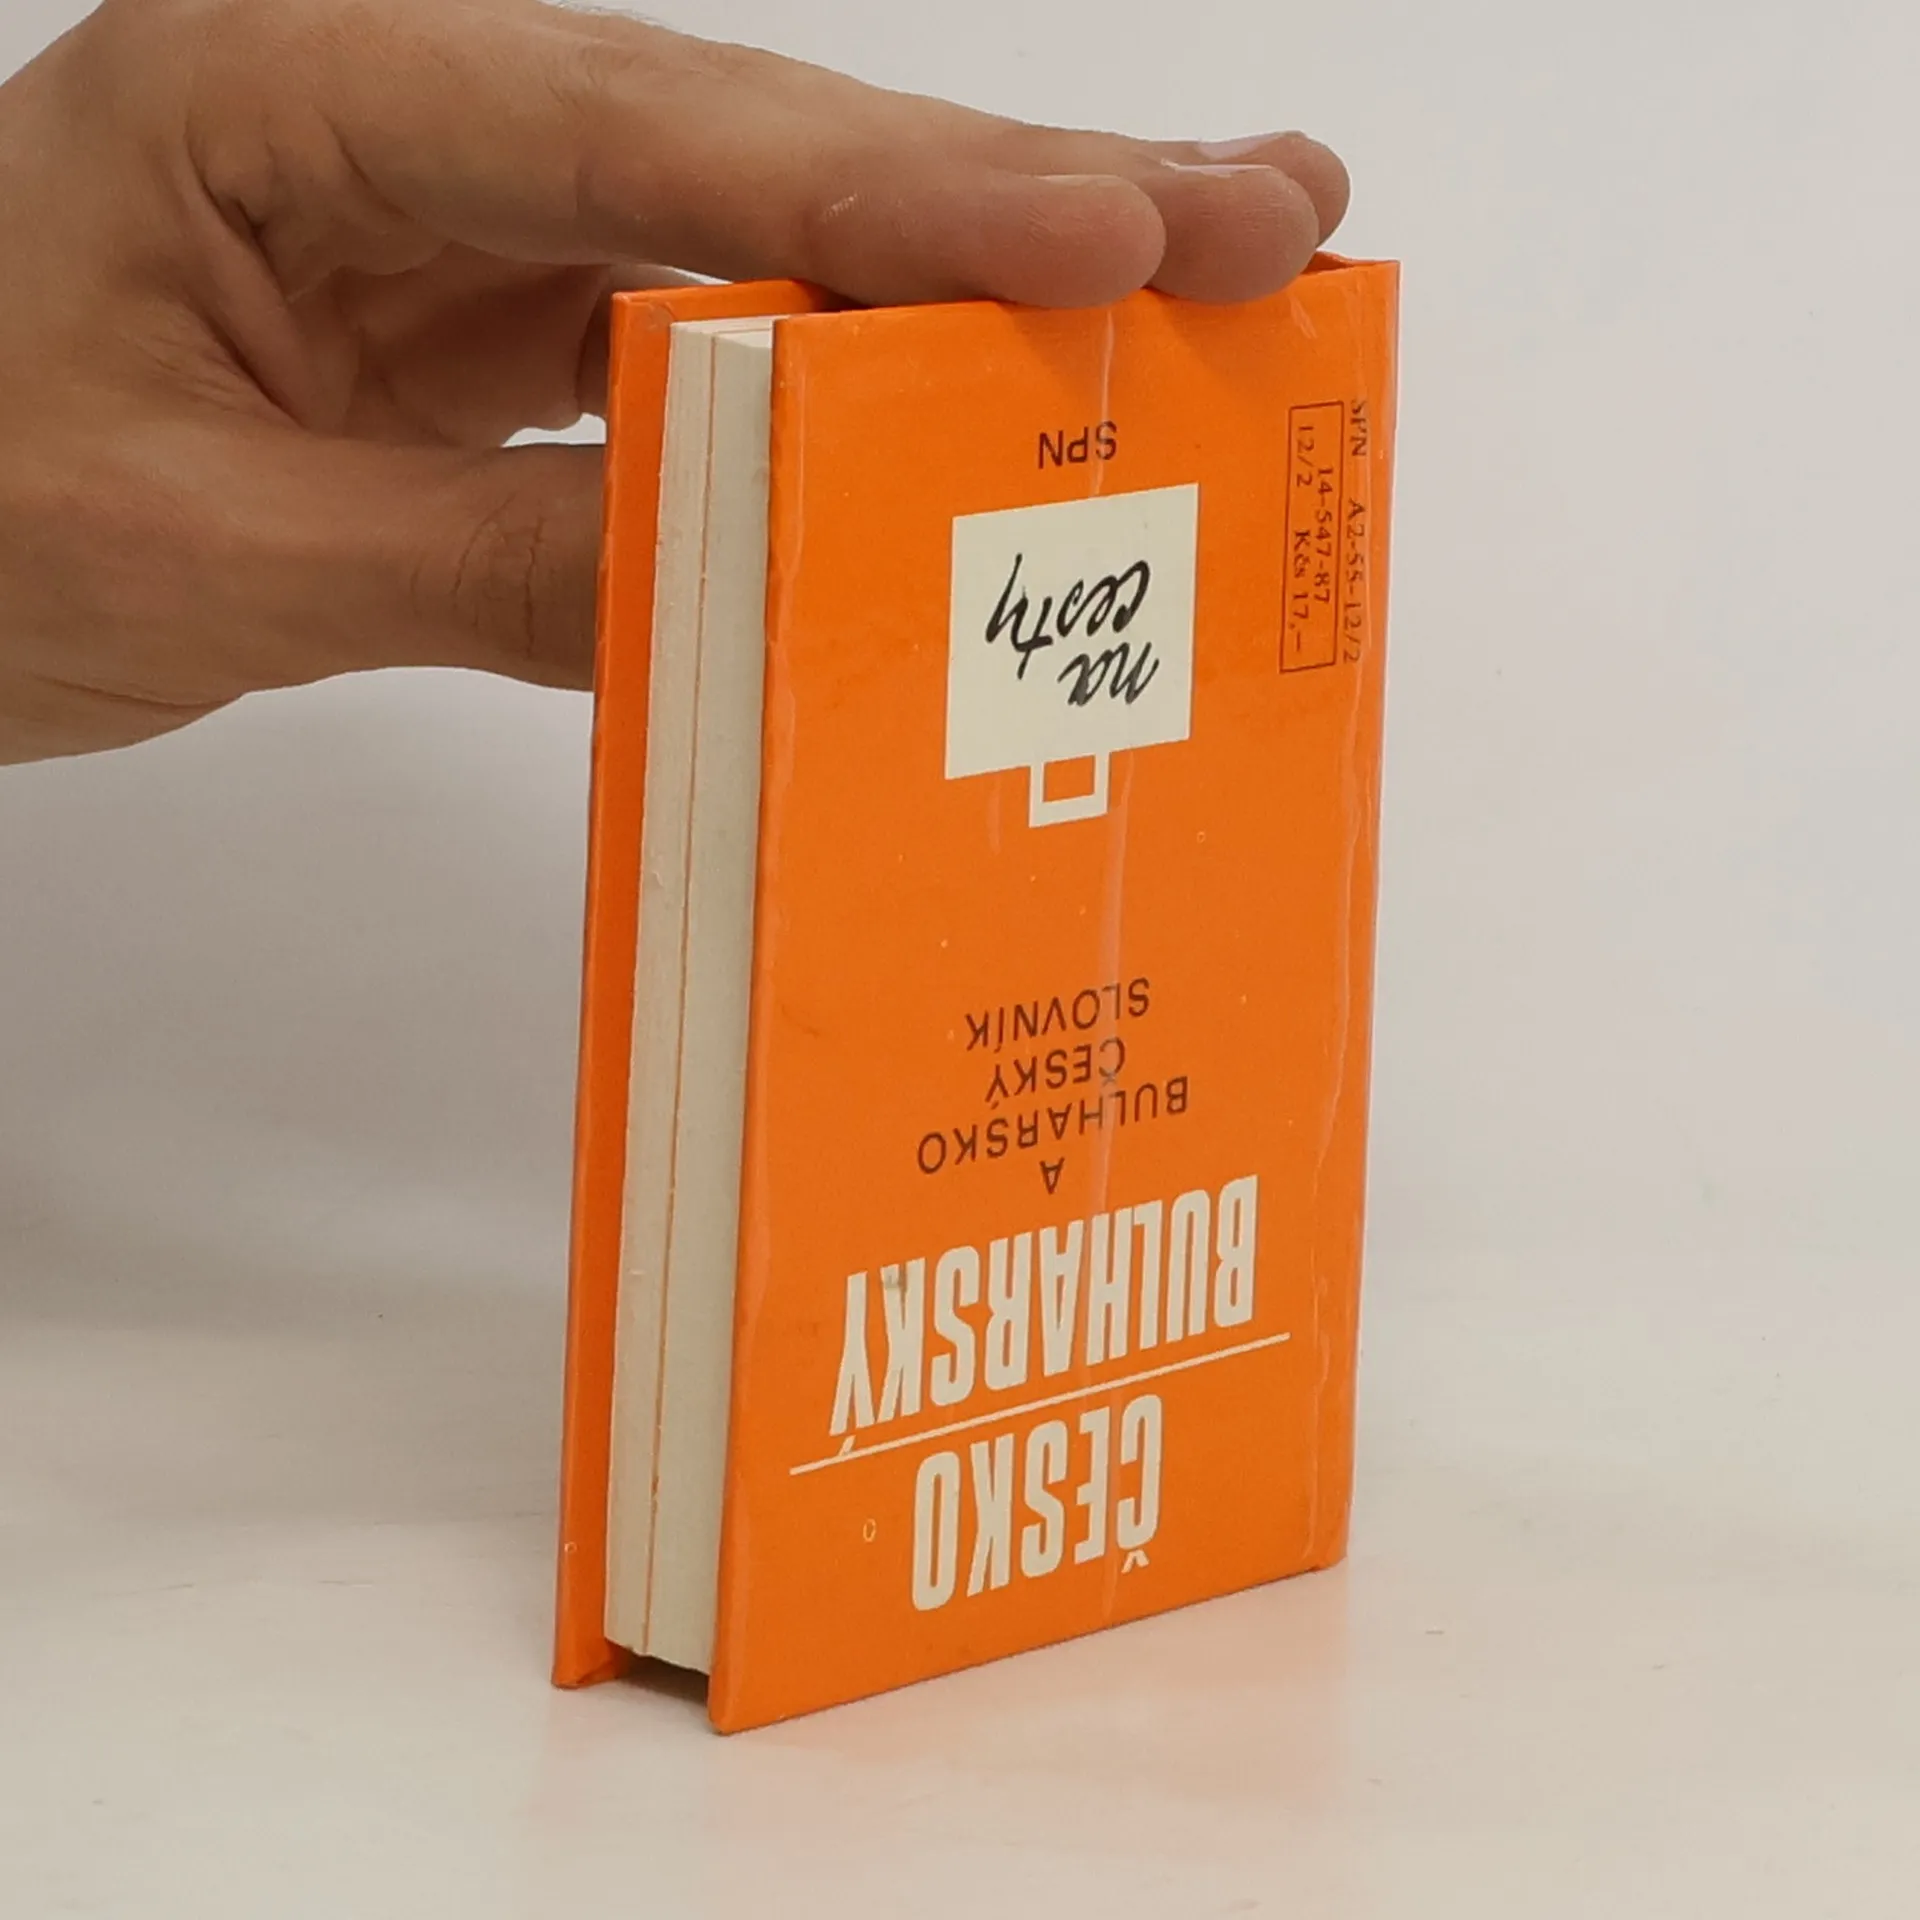 ČESKO
BULHARSKÝ
A
BULHARSKO
ČESKÝ
SLOVNÍK
na
cesty
SPN
SPN A2-55-12/2
14-547-87
12/2 Kčs 17,—